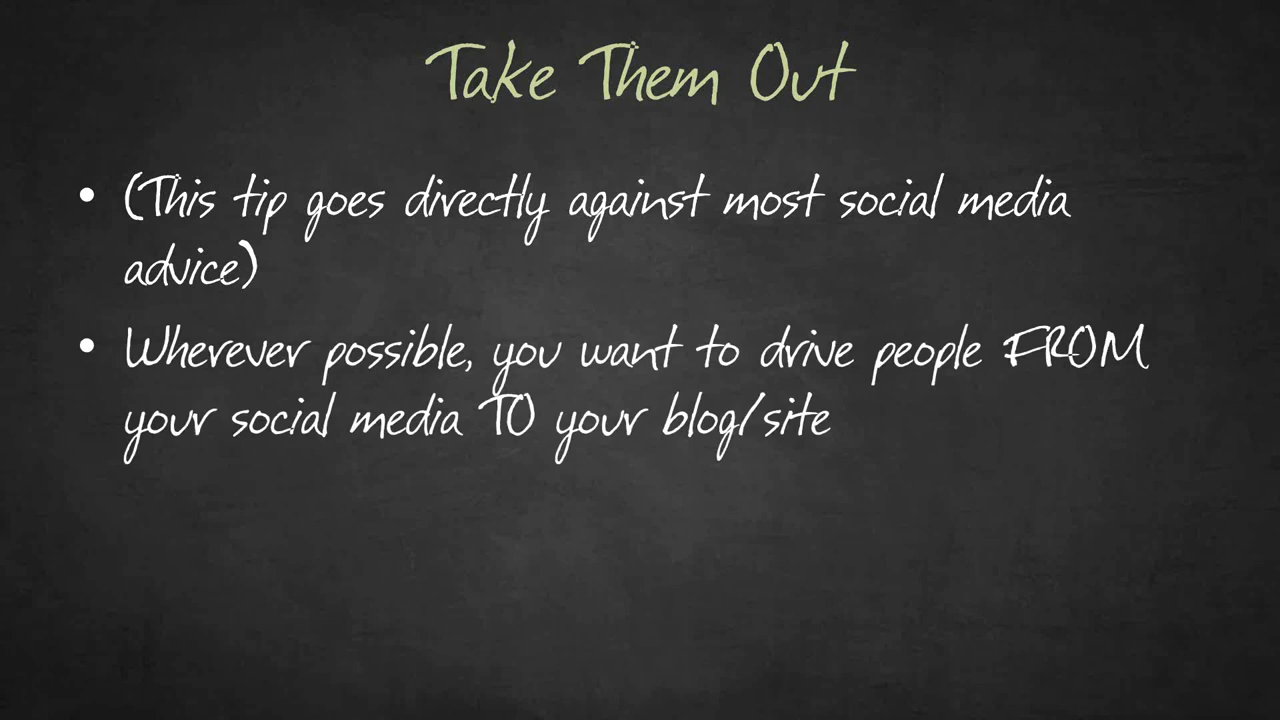 Take Them Out
• (This tip goes directly against most social media
advice)
• Wherever possible, you want to drive people FROM
your social media TO your blog/site